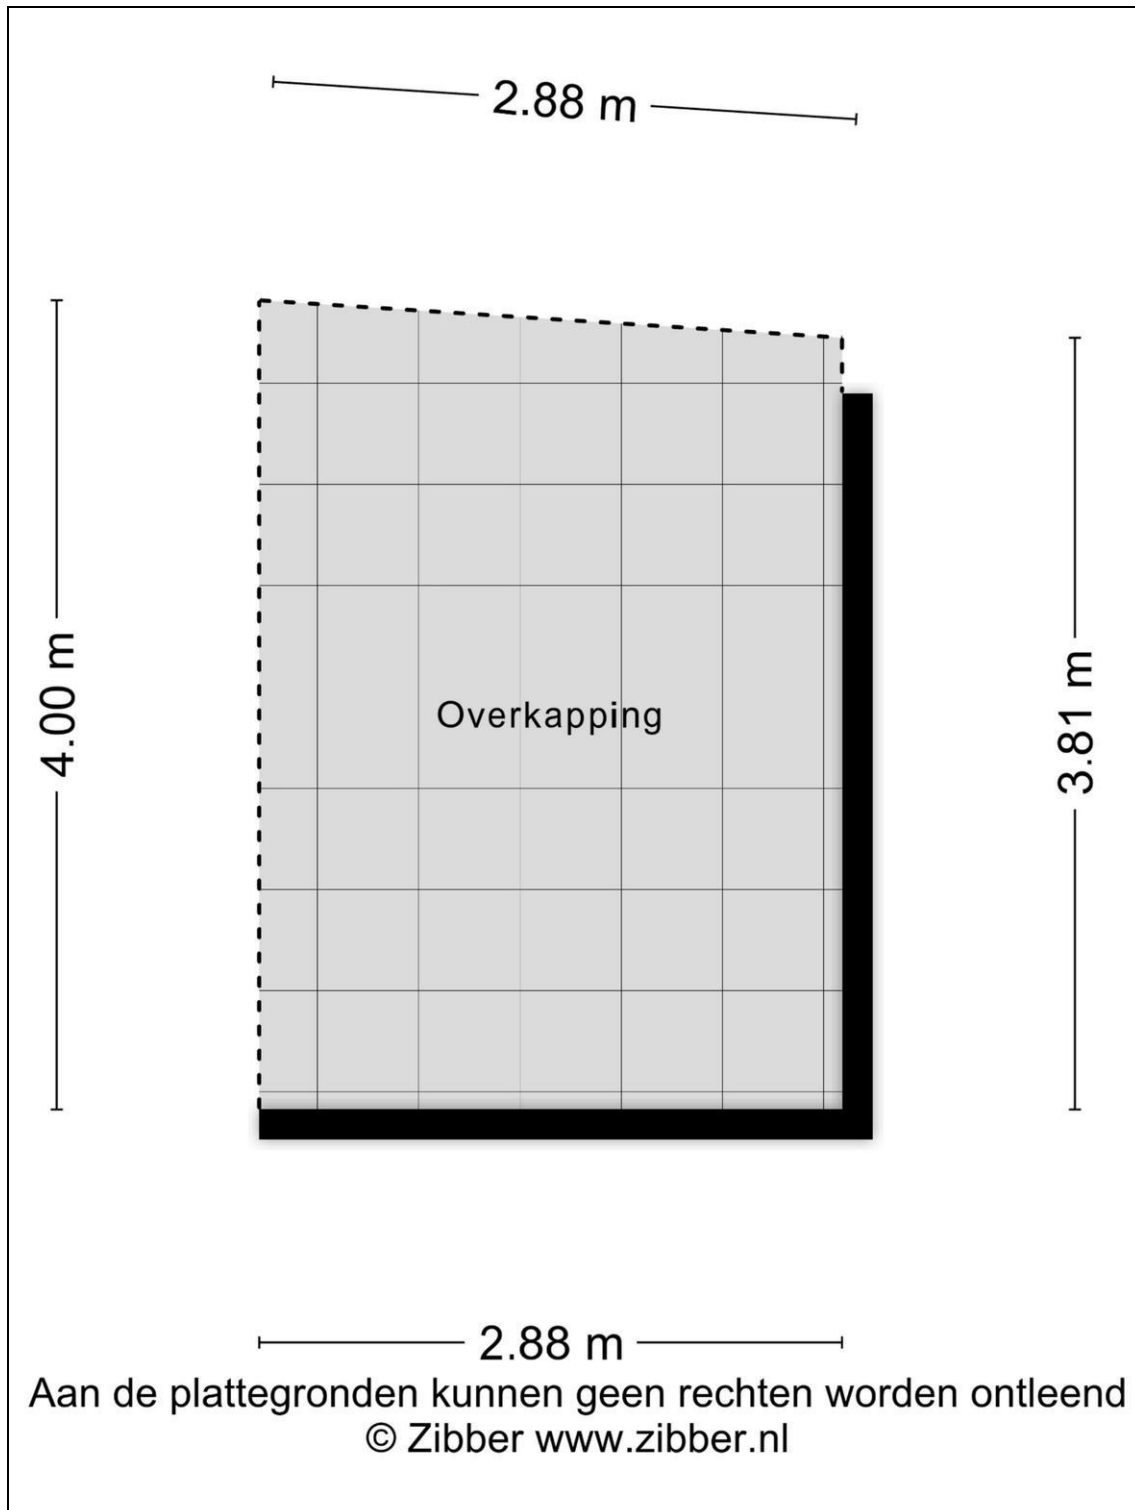 2.88 m
4.00 m
3.81 m
Overkapping
2.88 m
Aan de plattegronden kunnen geen rechten worden ontleend
© Zibber www.zibber.nl